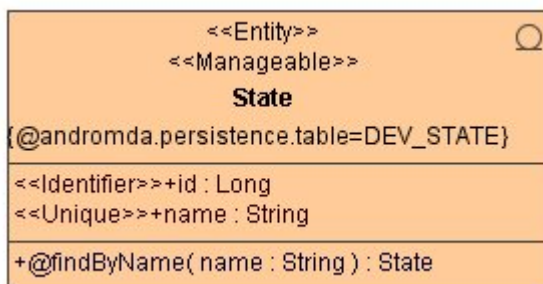 <<Entity>>
<<Manageable>>
State
{@andromda.persistence.table=DEV_STATE}
<<Identifier>>+id : Long
<<Unique>>+name : String
+@findByName( name : String ) : State